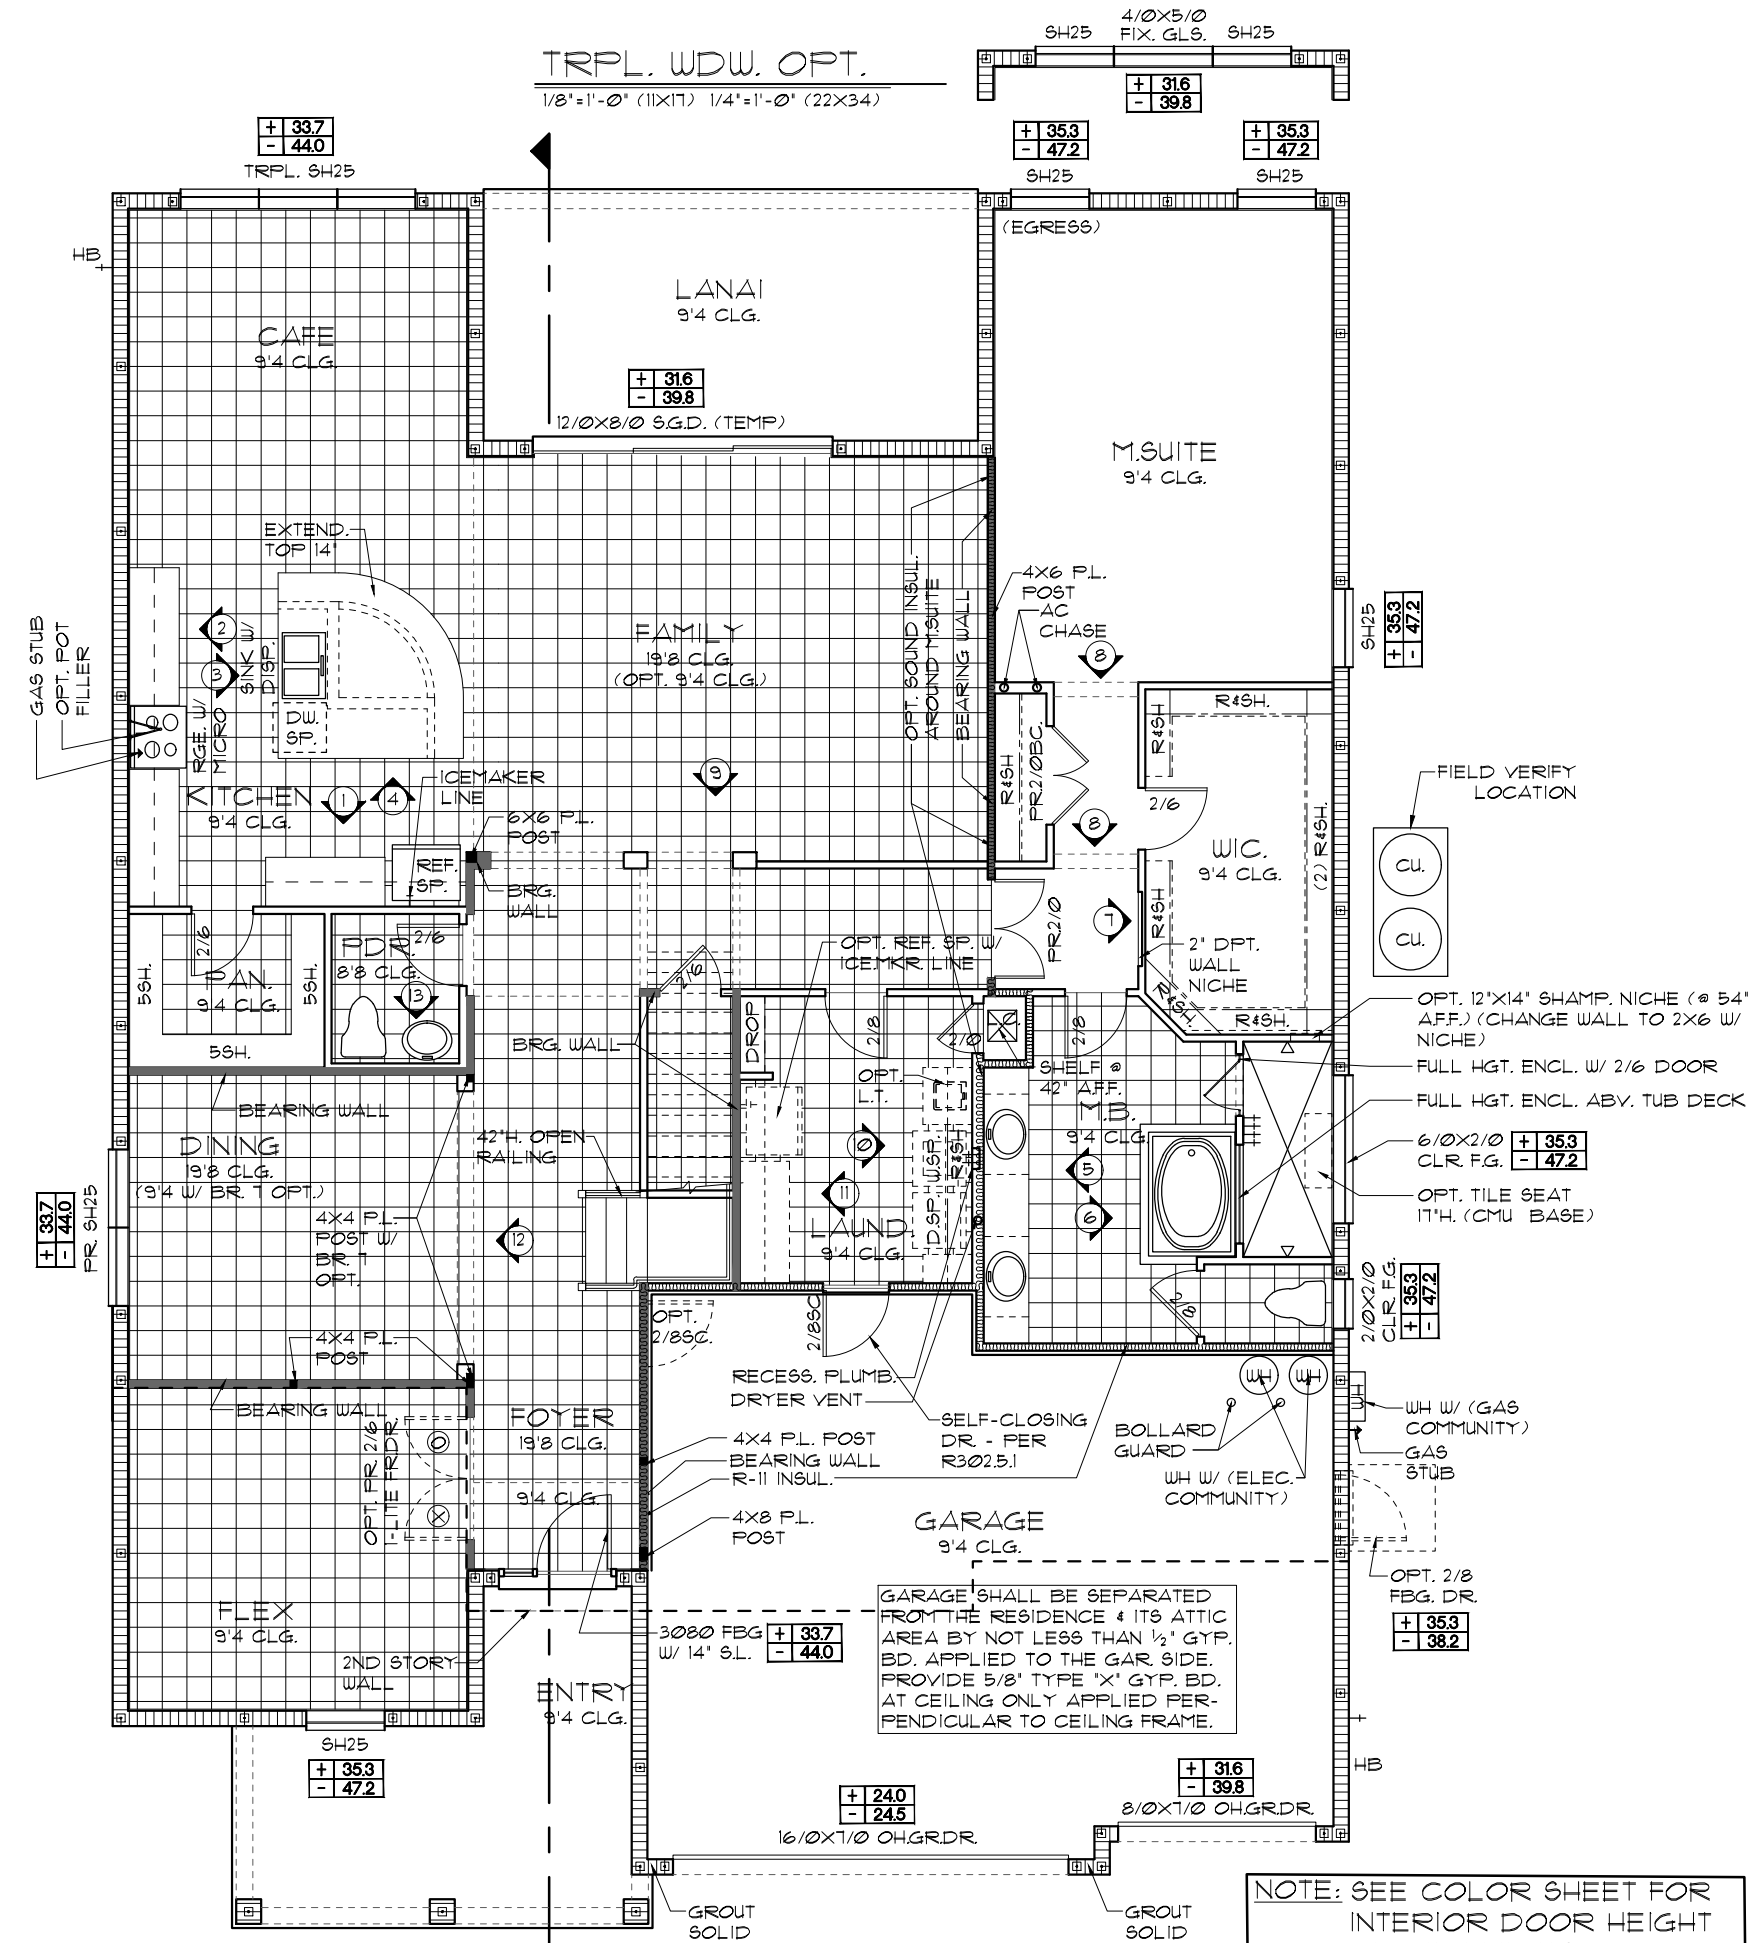 TRPL. WDW. OPT.
1/8"=1'-0" (11X17) 1/4"=1'-0" (22X34)
SH25
4/0X5/0
FIX. GLS.
SH25
+ 31.6
- 39.8
+ 33.7
- 44.0
TRPL. SH25
+ 35.3
- 47.2
SH25
+ 35.3
- 47.2
SH25
(EGRESS)
HB
LANAI
9'4 CLG.
CAFE
9'4 CLG.
+ 31.6
- 39.8
12/0X8/0 S.G.D. (TEMP)
M.SUITE
9'4 CLG.
EXTEND.
TOP 14"
GAS STUB
OPT. POT
FILLER
2
3
SINK W/
DISP.
RGE. W/
MICRO
DW.
SP.
KITCHEN
9'4 CLG.
1
4
ICEMAKER
LINE
FAMILY
19'8 CLG.
(OPT. 9'4 CLG.)
9
OPT. SOUND INSUL.
AROUND M.SUITE
BEARING WALL
4X6 P.L.
POST
AC
CHASE
8
SH25
+ 35.3
- 47.2
R&SH
PR.2/0BC.
8
R&SH.
R&SH
2/6
WIC.
9'4 CLG.
(2) R&SH.
R&SH
FIELD VERIFY
LOCATION
CU.
CU.
6X6 P.L.
POST
REF.
SP.
BRG.
WALL
2/6
5SH.
PAN.
9'4 CLG.
5SH.
5SH.
PDR.
8'8 CLG.
2/6
13
OPT. REF. SP. W/
ICE.MKR. LINE
PR.2/0
7
2" DPT.
WALL
NICHE
R&SH.
R&SH.
OPT. 12"X14" SHAMP. NICHE (@ 54"
A.F.F.) (CHANGE WALL TO 2X6 W/
NICHE)
FULL HGT. ENCL. W/ 2/6 DOOR
FULL HGT. ENCL. ABV. TUB DECK
6/0X2/0
CLR. F.G.
+ 35.3
- 47.2
OPT. TILE SEAT
17"H. (CMU BASE)
2/6
BRG. WALL
DROP
2/8
2/0
2/8
SHELF @
42" A.F.F.
M.B.
9'4 CLG.
OPT.
L.T.
5
6
BEARING WALL
DINING
19'8 CLG.
(9'4 W/ BR. 7 OPT.)
+ 33.7
- 44.0
PR. SH25
42"H. OPEN
RAILING
4X4 P.L.
POST W/
BR. 7
OPT.
12
10
11
LAUND.
9'4 CLG.
WSP.
D.SP.
R&SH
2/8
2/0X2/0
CLR. F.G.
+ 35.3
- 47.2
4X4 P.L.
POST
BEARING WALL
OPT.
2/8SC.
2/8SC
RECESS. PLUMB.
DRYER VENT
SELF-CLOSING
DR. - PER
R302.5.1
WH
WH
BOLLARD
GUARD
WH W/ (ELEC.
COMMUNITY)
WH W/ (GAS
COMMUNITY)
GAS
STUB
FOYER
19'8 CLG.
9'4 CLG.
OPT. PR. 2/6
1-LITE FR.DR.
O
X
4X4 P.L. POST
BEARING WALL
R-11 INSUL.
4X8 P.L.
POST
GARAGE
9'4 CLG.
OPT. 2/8
FBG. DR.
+ 35.3
- 38.2
GARAGE SHALL BE SEPARATED
FROM THE RESIDENCE & ITS ATTIC
AREA BY NOT LESS THAN ½" GYP.
BD. APPLIED TO THE GAR. SIDE.
PROVIDE 5/8" TYPE "X" GYP. BD.
AT CEILING ONLY APPLIED PER-
PENDICULAR TO CEILING FRAME.
FLEX
9'4 CLG.
2ND STORY
WALL
3080 FBG
W/ 14" S.L.
+ 33.7
- 44.0
ENTRY
9'4 CLG.
SH25
+ 35.3
- 47.2
+ 24.0
- 24.5
16/0X7/0 OH.GR.DR.
+ 31.6
- 39.8
8/0X7/0 OH.GR.DR.
HB
GROUT
SOLID
GROUT
SOLID
NOTE: SEE COLOR SHEET FOR
INTERIOR DOOR HEIGHT